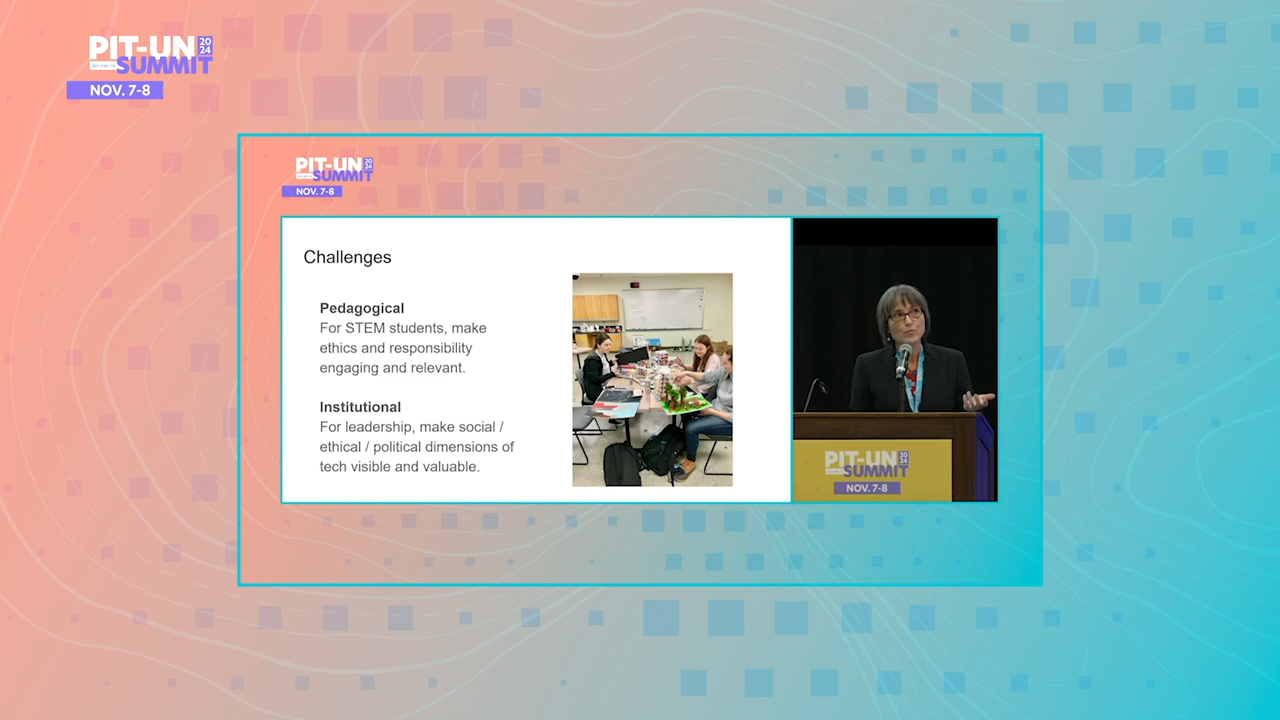 PIT-UN 2024
SUMMIT
NOV. 7-8
PIT-UN 2024
SUMMIT
NOV. 7-8
Challenges
Pedagogical
For STEM students, make
ethics and responsibility
engaging and relevant.
Institutional
For leadership, make social /
ethical / political dimensions of
tech visible and valuable.
PIT-UN 2024
SUMMIT
NOV. 7-8